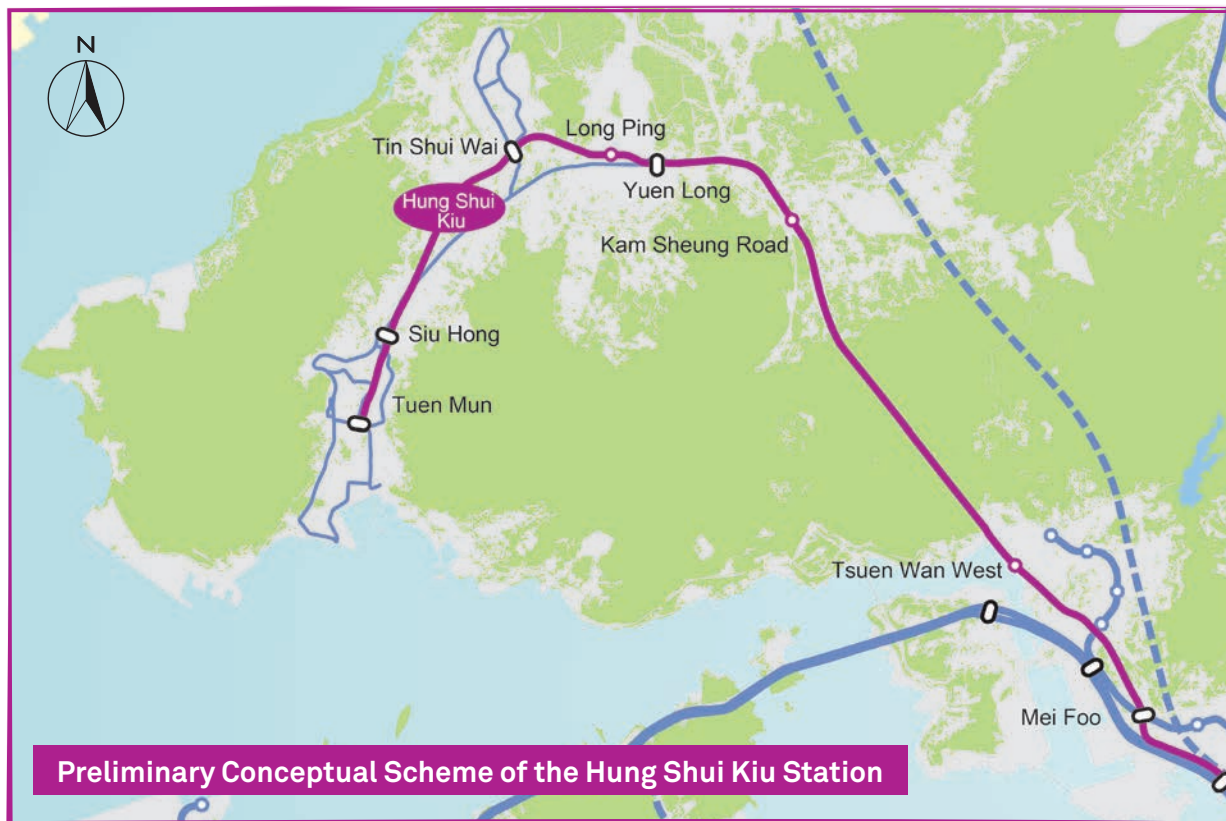 N
Long Ping
Tin Shui Wai
Yuen Long
Hung Shui
Kiu
Kam Sheung Road
Siu Hong
Tuen Mun
Tsuen Wan West
Mei Foo
Preliminary Conceptual Scheme of the Hung Shui Kiu Station